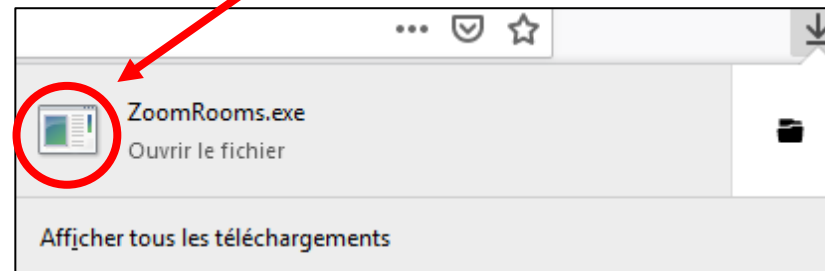 ZoomRooms.exe
Ouvrir le fichier
Afficher tous les téléchargements